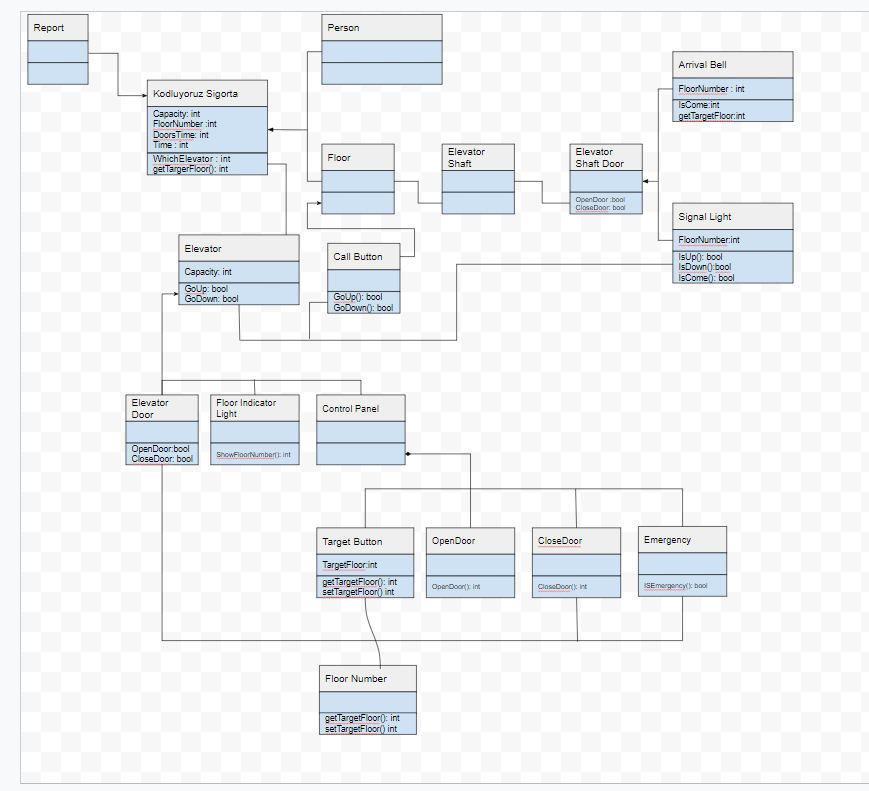 Report
Person
Kodluyoruz Sigorta
Capacity: int
FloorNumber :int
DoorsTime: int
Time : int
WhichElevator : int
getTargerFloor(): int
Arrival Bell
FloorNumber : int
IsCome:int
getTargetFloor:int
Floor
Elevator
Shaft
Elevator
Shaft Door
OpenDoor :bool
CloseDoor: bool
Signal Light
FloorNumber:int
IsUp(): bool
IsDown():bool
IsCome(): bool
Elevator
Capacity: int
GoUp: bool
GoDown: bool
Call Button
GoUp(): bool
GoDown(): bool
Elevator
Door
OpenDoor:bool
CloseDoor: bool
Floor Indicator
Light
ShowFloorNumber(): int
Control Panel
Target Button
TargetFloor:int
getTargetFloor(): int
setTargetFloor() int
OpenDoor
OpenDoor(): int
CloseDoor
CloseDoor(): int
Emergency
ISEmergency(): bool
Floor Number
getTargetFloor(): int
setTargetFloor() int